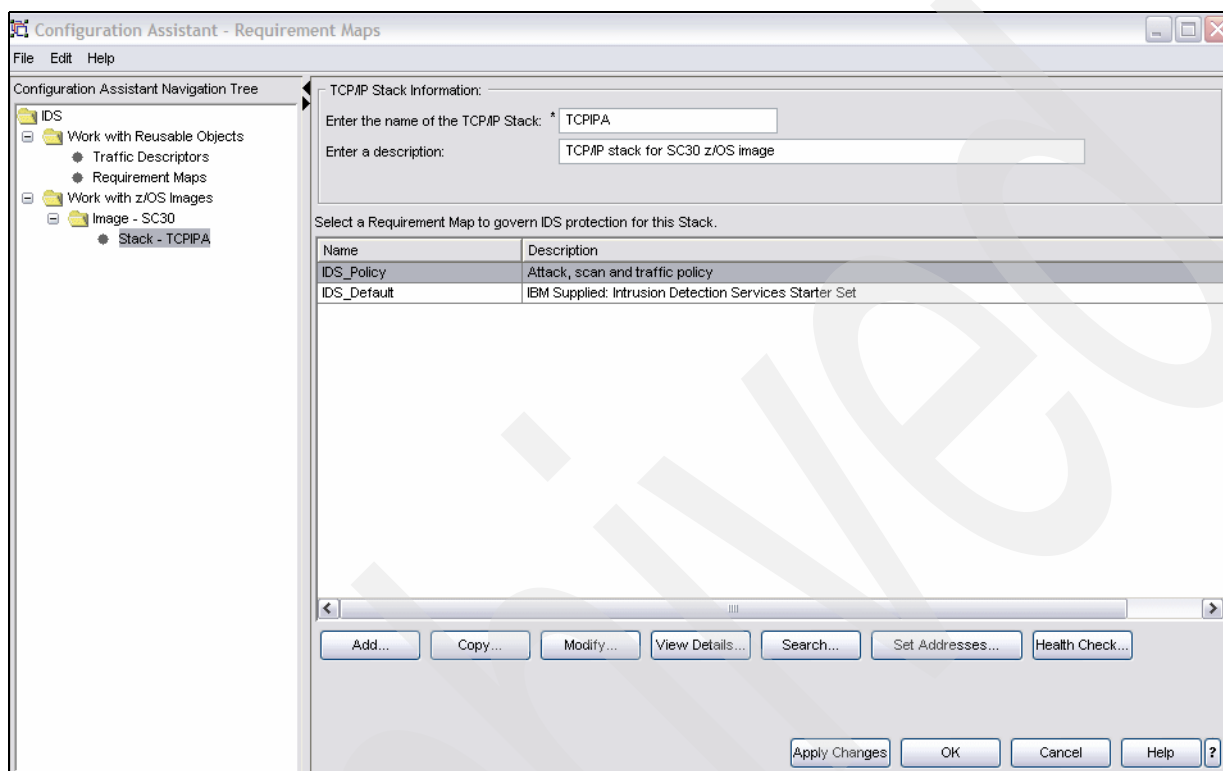 Configuration Assistant - Requirement Maps
File Edit Help
Configuration Assistant Navigation Tree
IDS
Work with Reusable Objects
Traffic Descriptors
Requirement Maps
Work with z/OS Images
Image - SC30
Stack - TCPIPA
TCP/IP Stack Information:
Enter the name of the TCP/IP Stack: * TCPIPA
Enter a description: TCP/IP stack for SC30 z/OS image
Select a Requirement Map to govern IDS protection for this Stack.
Name Description
IDS_Policy Attack, scan and traffic policy
IDS_Default IBM Supplied: Intrusion Detection Services Starter Set
Add... Copy... Modify... View Details... Search... Set Addresses... Health Check...
Apply Changes OK Cancel Help ?